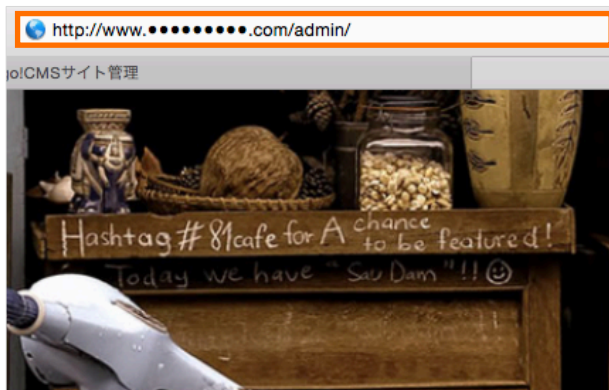 http://www.●●●●●●●●●.com/admin/
go!CMSサイト管理
Hashtag # 81cafe for A chance
to be featured!
Today we have "Sau Dam"!! ☺